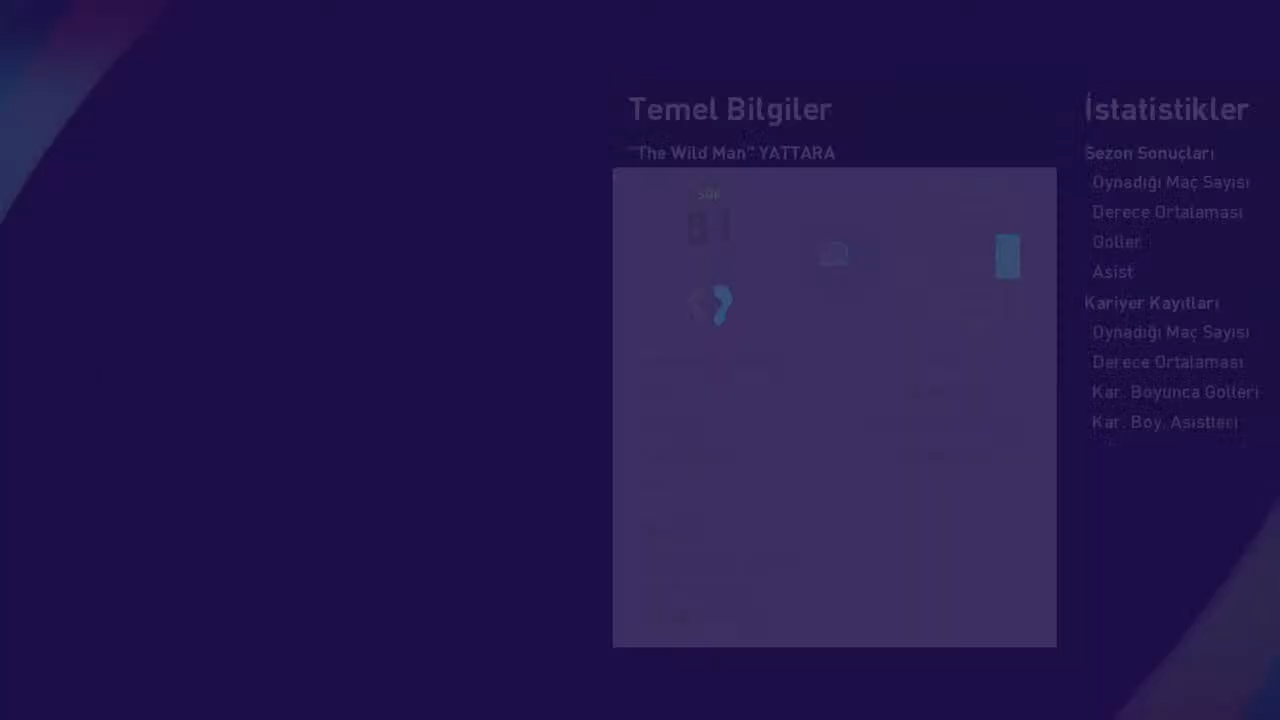 Temel Bilgiler
"The Wild Man" YATTARA
İstatistikler
Sezon Sonuçları
Oynadığı Maç Sayısı
Derece Ortalaması
Goller
Asist
Kariyer Kayıtları
Oynadığı Maç Sayısı
Derece Ortalaması
Kar. Boyunca Golleri
Kar. Boy. Asistleri